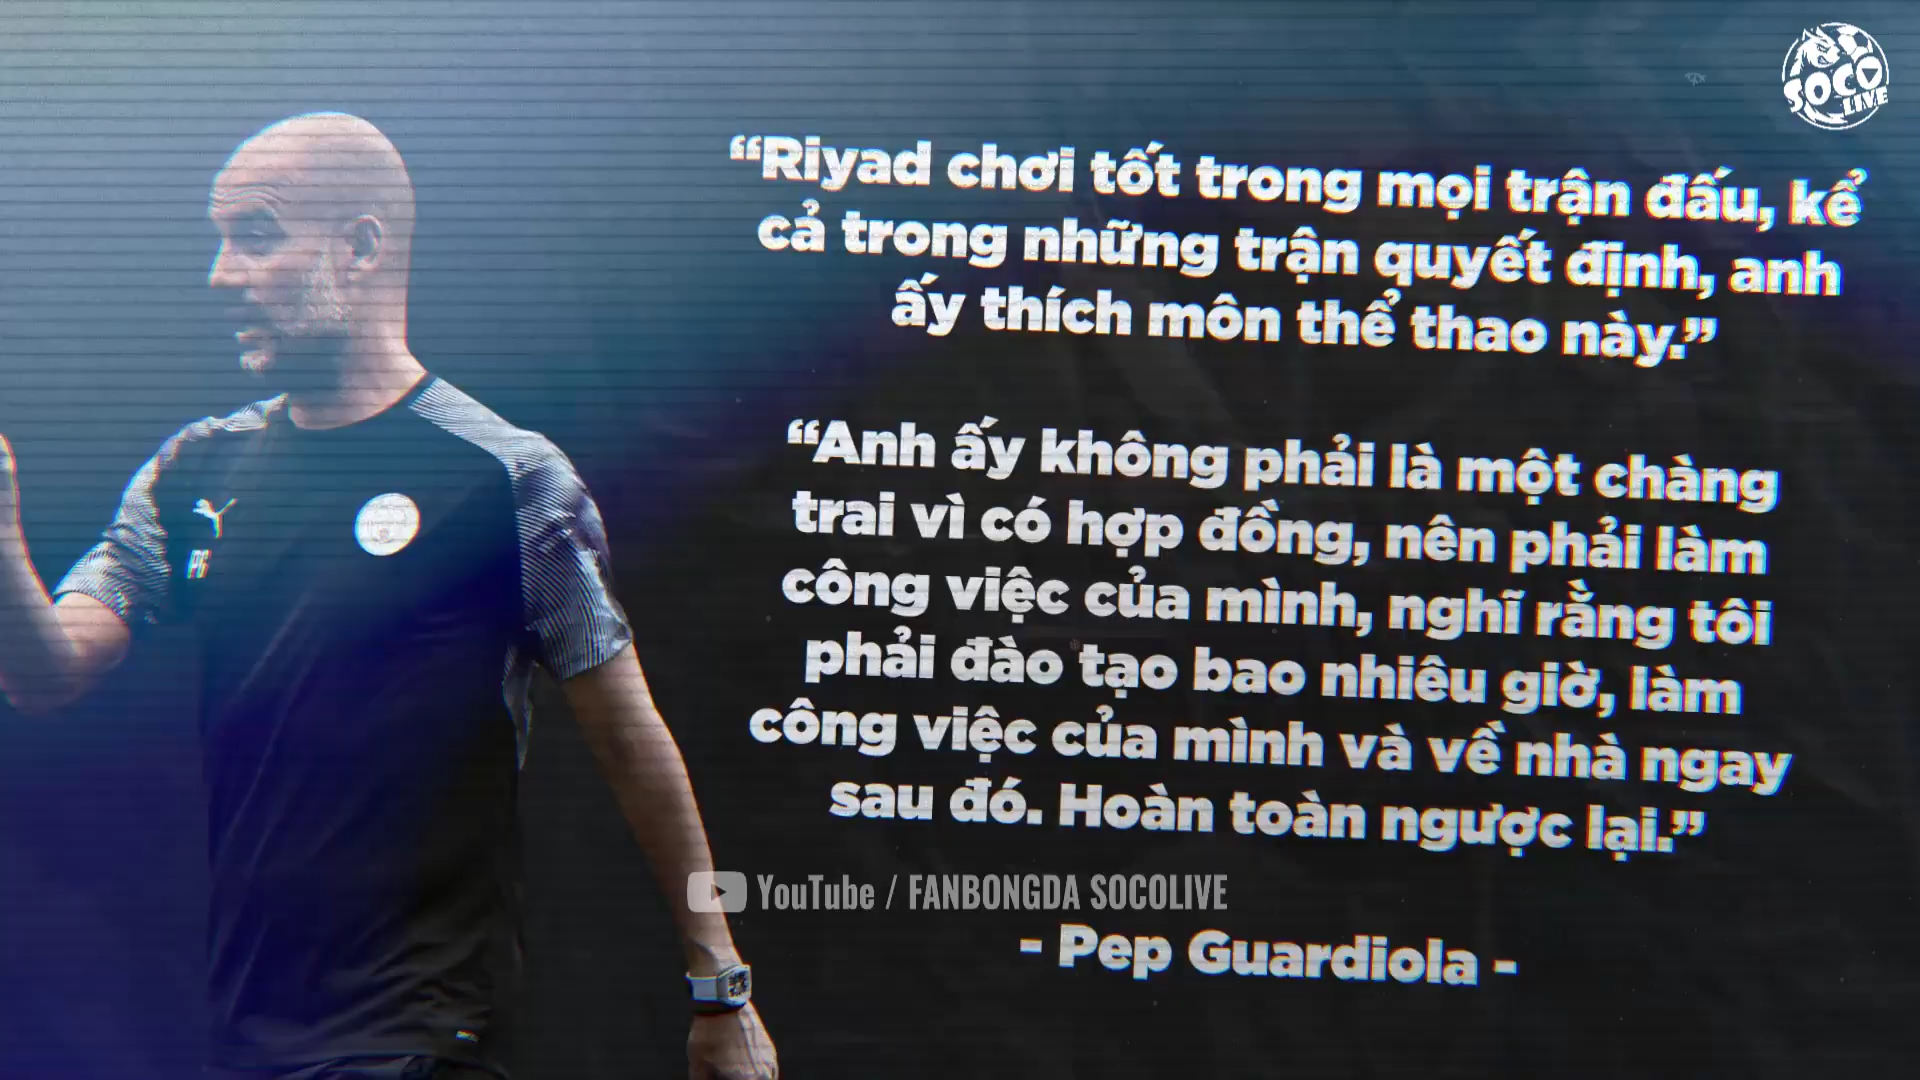 SOCO
LIVE
“Riyad chơi tốt trong mọi trận đấu, kể
cả trong những trận quyết định, anh
ấy thích môn thể thao này.”
“Anh ấy không phải là một chàng
trai vì có hợp đồng, nên phải làm
công việc của mình, nghĩ rằng tôi
phải đào tạo bao nhiêu giờ, làm
công việc của mình và về nhà ngay
sau đó. Hoàn toàn ngược lại.”
YouTube / FANBONGDA SOCOLIVE
- Pep Guardiola -
PG